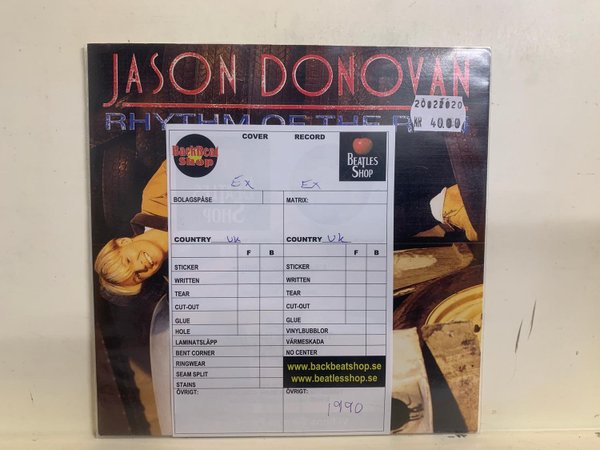 JASON DONOVAN
RHYTHM OF THE RAIN
20022020
KR 40.00
COVER RECORD
BackBeat
Shop
BEATLES
SHOP
Ex Ex
BOLAGSPÅSE MATRIX:
COUNTRY UK COUNTRY UK
F B F B
STICKER STICKER
WRITTEN WRITTEN
TEAR TEAR
CUT-OUT CUT-OUT
GLUE GLUE
HOLE VINYLBUBBLOR
LAMINATSLÄPP VÄRMESKADA
BENT CORNER NO CENTER
RINGWEAR
SEAM SPLIT
STAINS
www.backbeatshop.se
www.beatlesshop.se
ÖVRIGT: ÖVRIGT:
1990